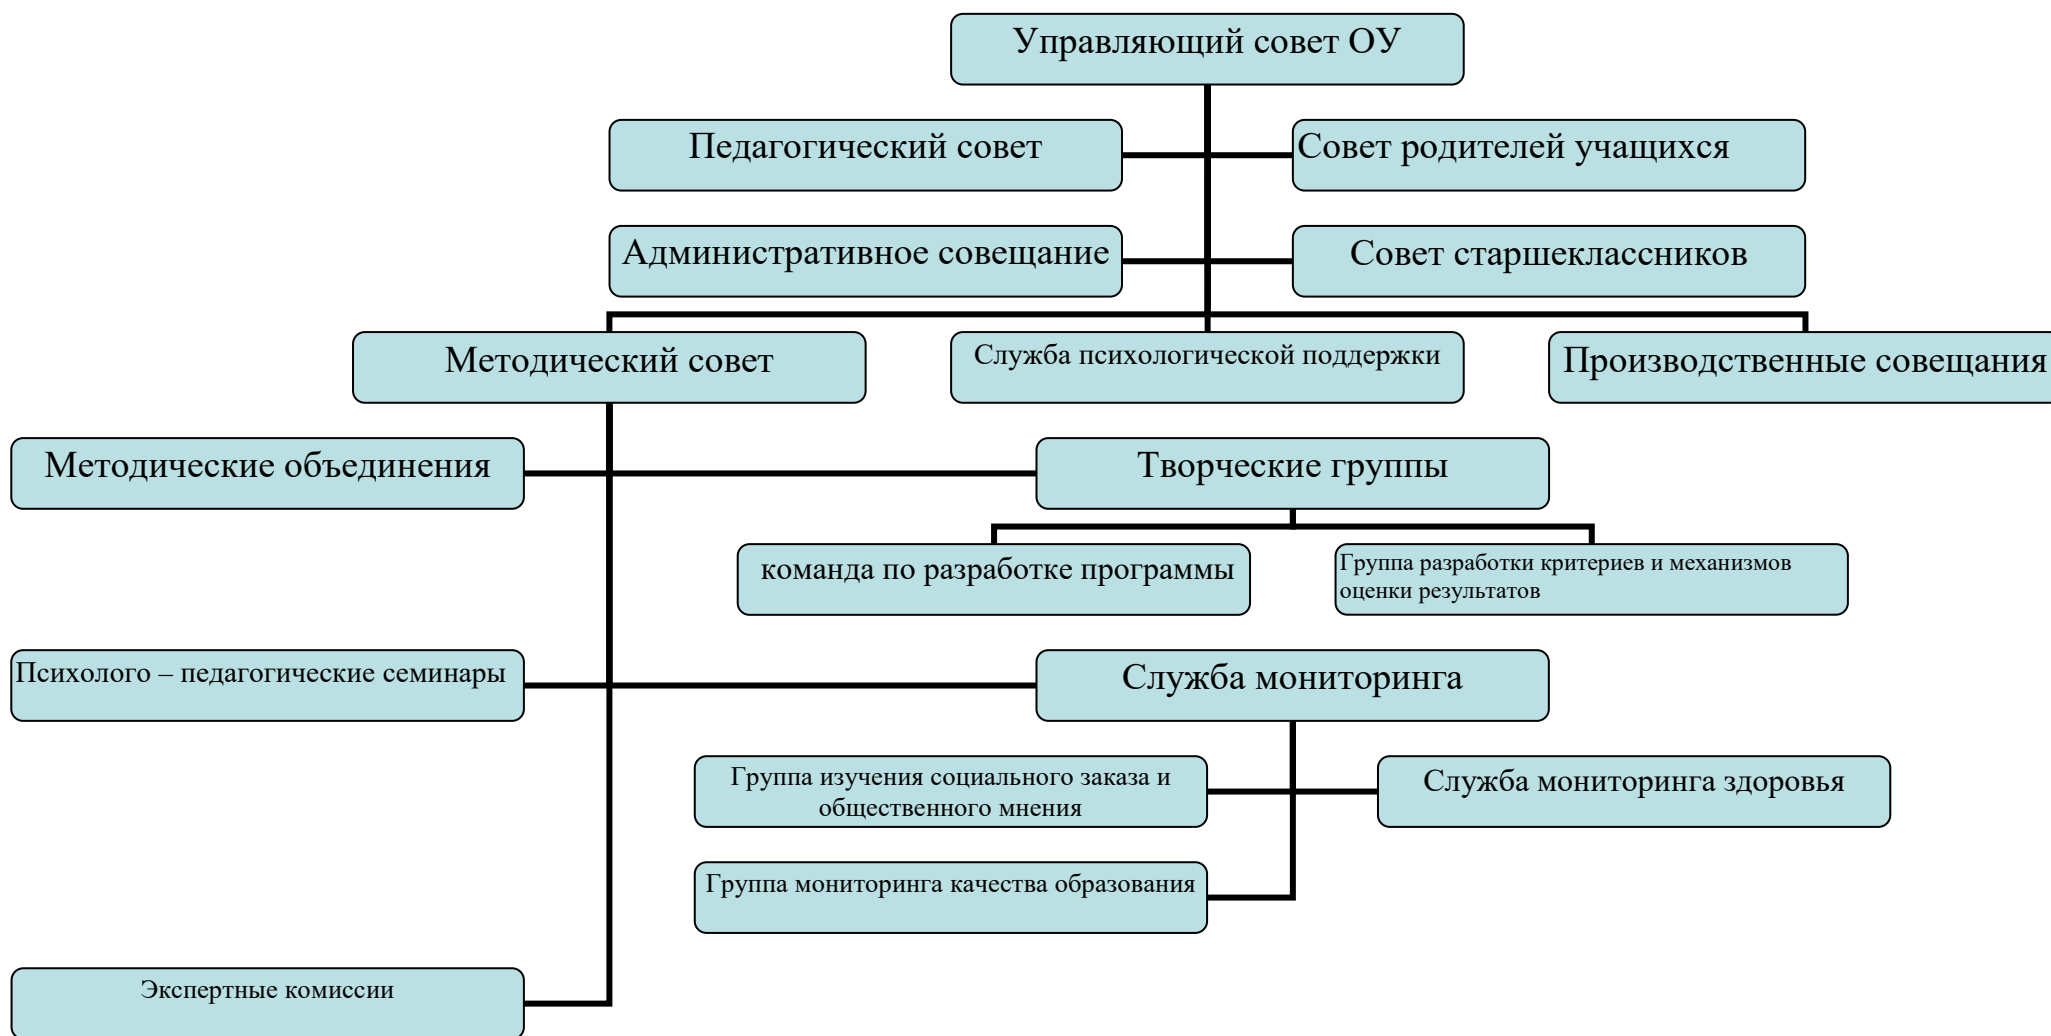 Управляющий совет ОУ
Педагогический совет
Совет родителей учащихся
Административное совещание
Совет старшеклассников
Методический совет
Служба психологической поддержки
Производственные совещания
Методические объединения
Творческие группы
команда по разработке программы
Группа разработки критериев и механизмов
оценки результатов
Психолого – педагогические семинары
Служба мониторинга
Группа изучения социального заказа и
общественного мнения
Служба мониторинга здоровья
Группа мониторинга качества образования
Экспертные комиссии